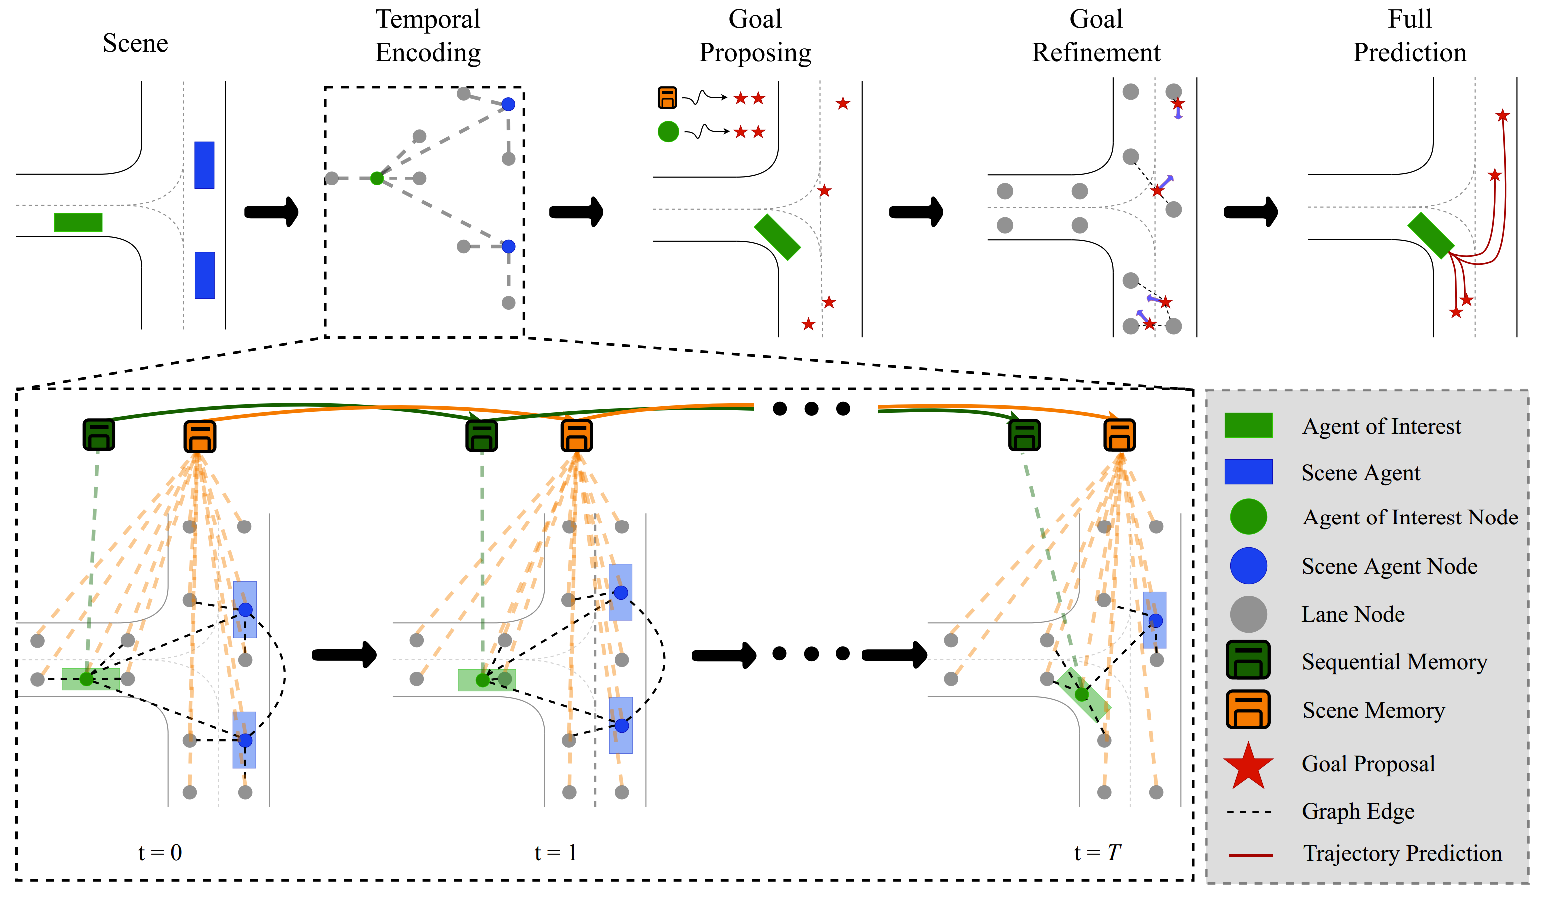 Scene
Temporal
Encoding
Goal
Proposing
Goal
Refinement
Full
Prediction
t = 0
t = 1
t = T
Agent of Interest
Scene Agent
Agent of Interest Node
Scene Agent Node
Lane Node
Sequential Memory
Scene Memory
Goal Proposal
Graph Edge
Trajectory Prediction